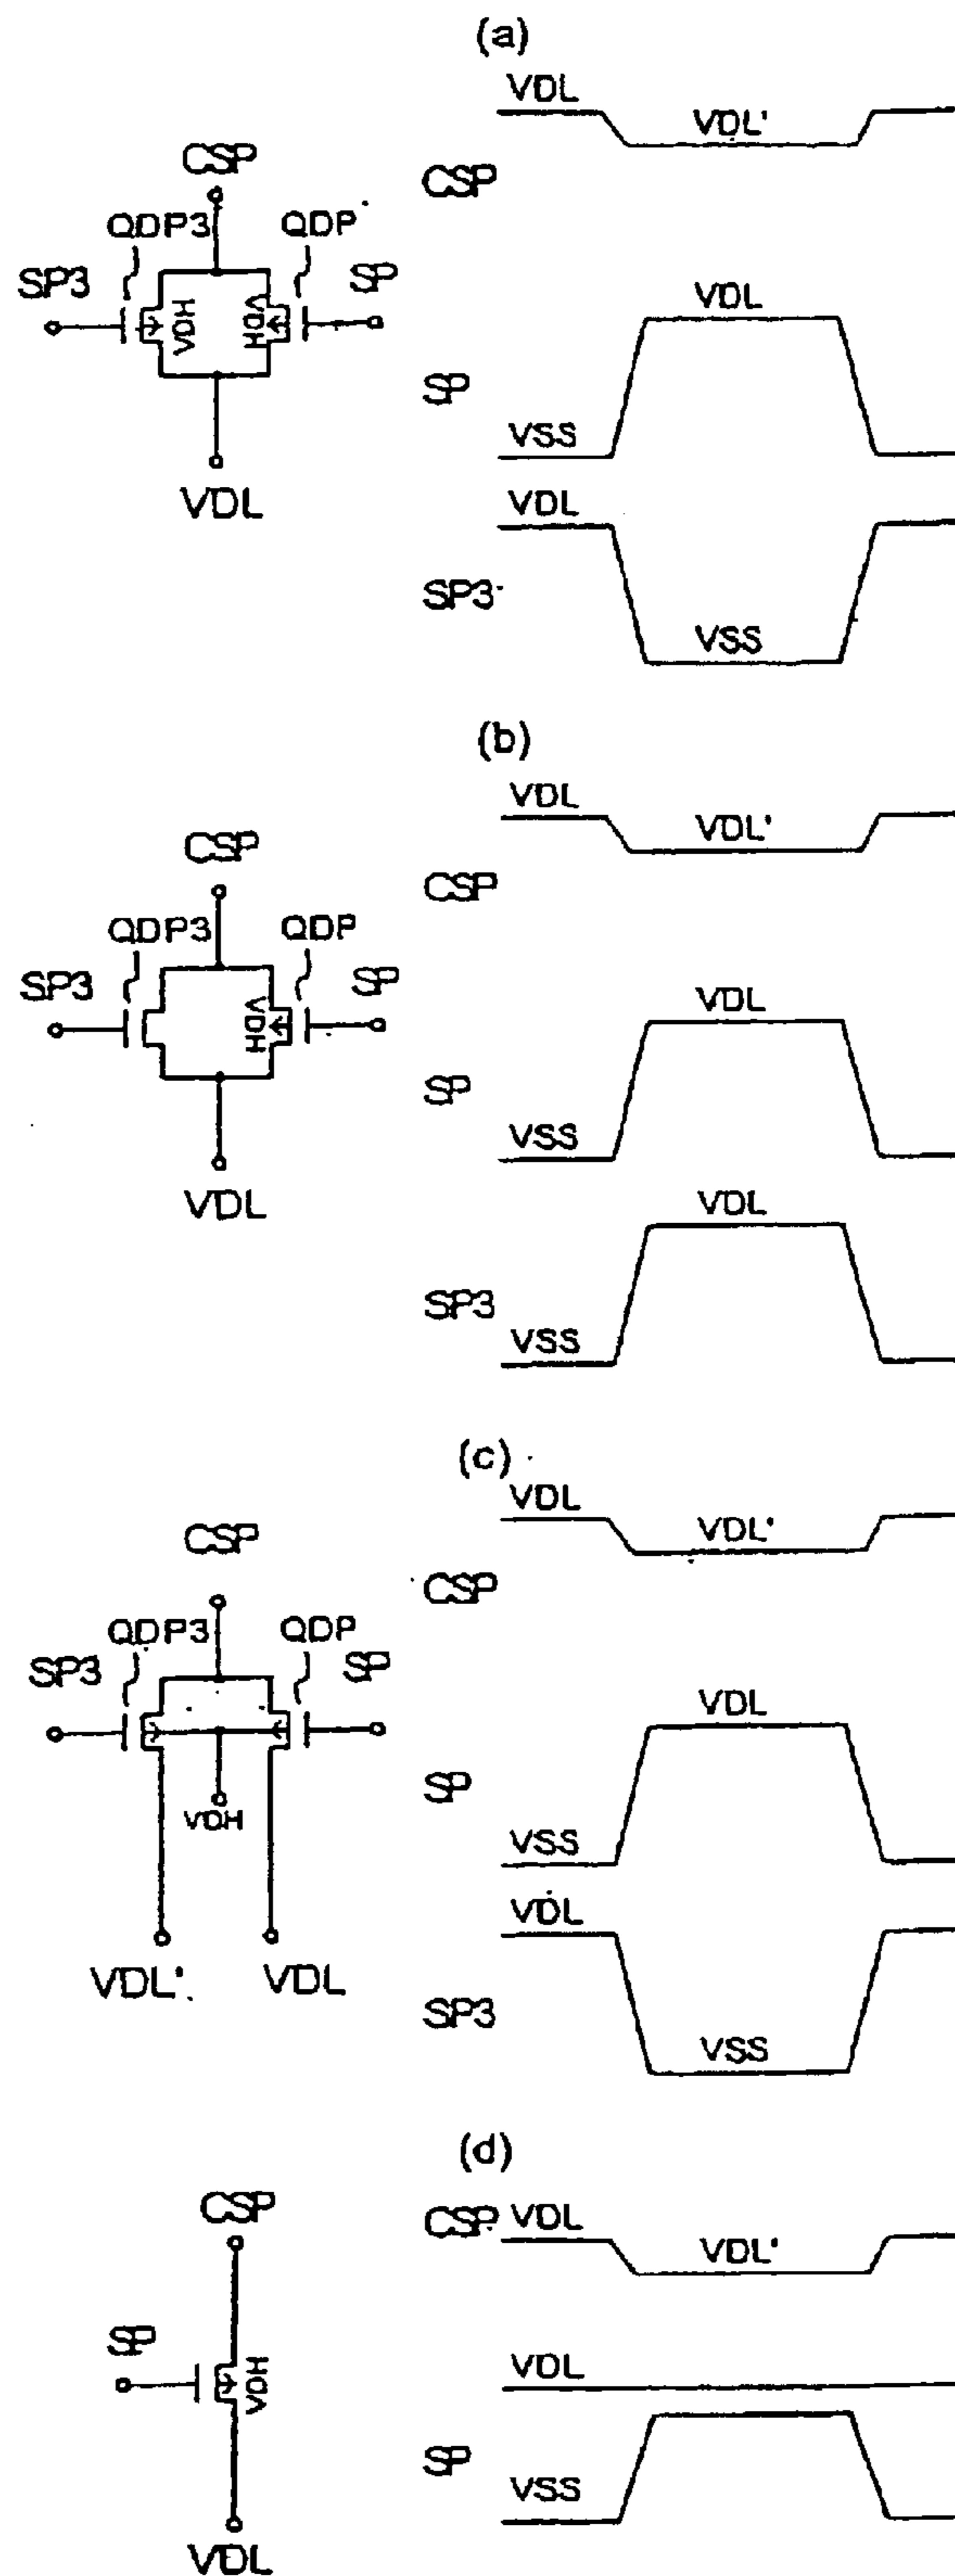 (a)
VDL
VDL'
CSP
CSP
QDP3
QDP
SP3
SP
VDH
VDH
VDL
SP
VSS
VDL
VDL
SP3
VSS
(b)
VDL
VDL'
CSP
CSP
QDP3
QDP
SP3
SP
VDH
VDL
SP
VSS
VDL
VDL
SP3
VSS
(c)
VDL
VDL'
CSP
CSP
QDP3
QDP
SP3
SP
VDH
VDL
SP
VSS
VDL
VDL'
VDL
SP3
VSS
(d)
CSP
CSP
VDL
VDL'
SP
VDH
VDL
SP
VSS
VDL